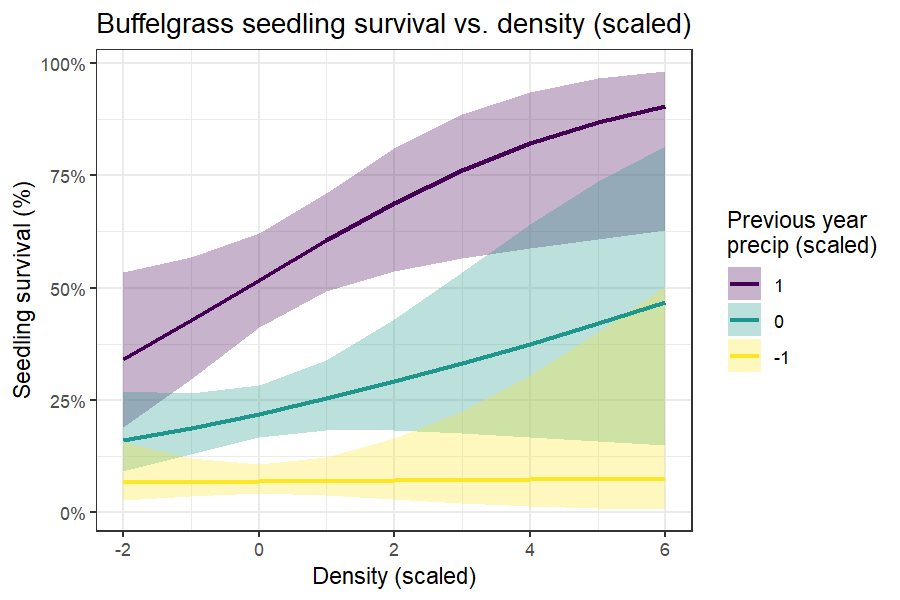 Buffelgrass seedling survival vs. density (scaled)
100%
75%
50%
25%
0%
Seedling survival (%)
-2
0
2
4
6
Density (scaled)
Previous year
precip (scaled)
1
0
-1